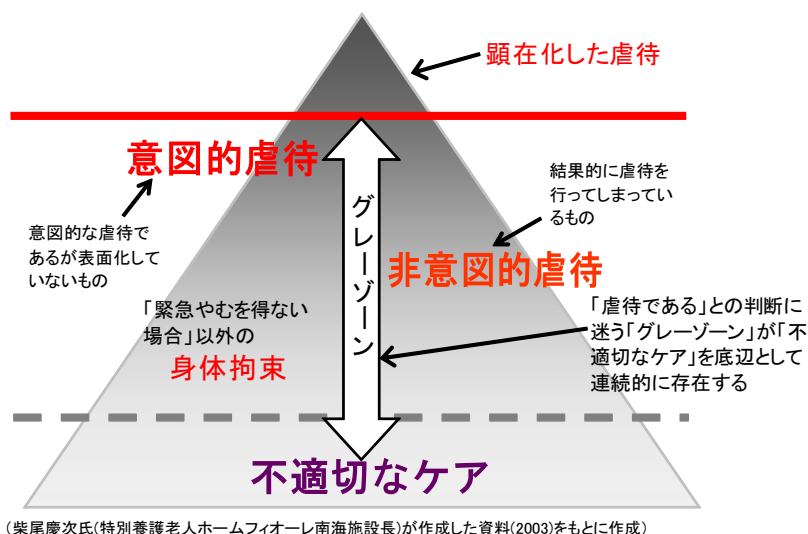 顕在化した虐待
意図的虐待
意図的な虐待で
あるが表面化して
いないもの
グレーゾーン
結果的に虐待を
行ってしまってい
るもの
非意図的虐待
「緊急やむを得ない
場合」以外の
身体拘束
「虐待である」との判断に
迷う「グレーゾーン」が「不
適切なケア」を底辺として
連続的に存在する
不適切なケア
(柴尾慶次氏(特別養護老人ホームフィオーレ南海施設長)が作成した資料(2003)をもとに作成)